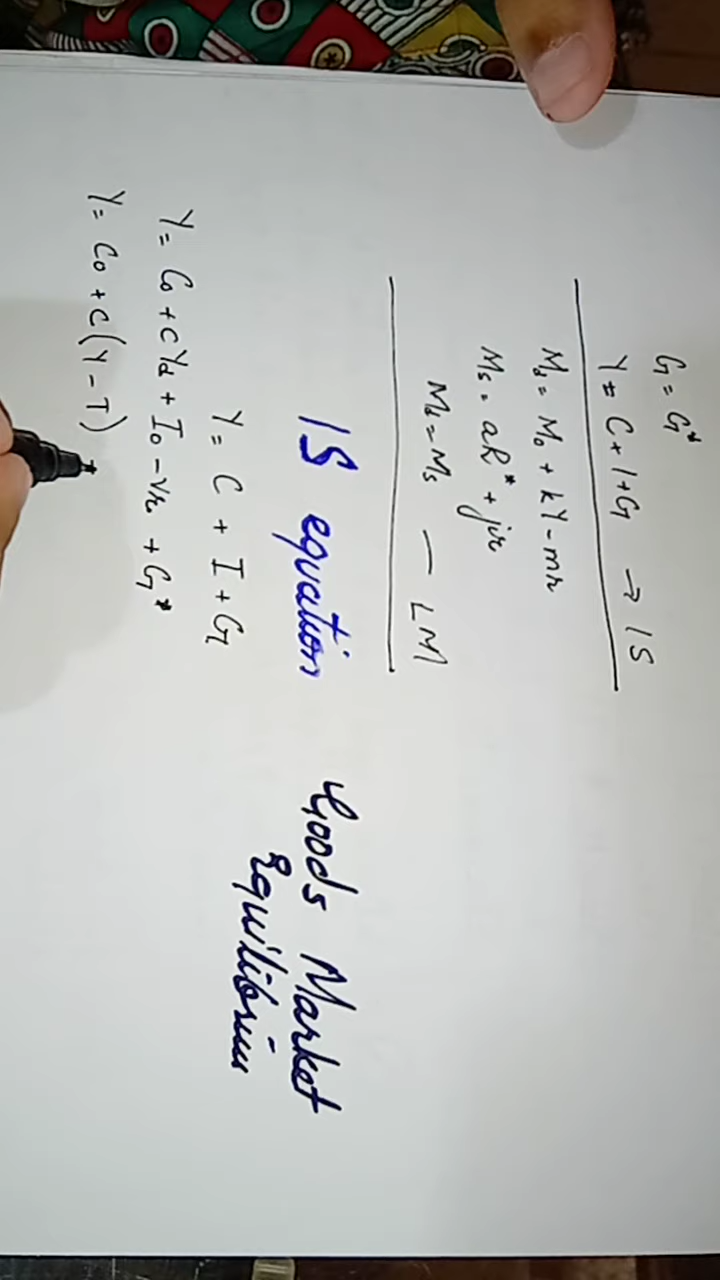 G = G*
Y = C + I + G → IS
Md = M0 + kY - mr
Ms = ah* + jr
Md = Ms — LM
IS equation Goods Market
Equilibrium
Y = C + I + G
Y = C0 + cYd + I0 - vr + G*
Y = C0 + c(Y - T)